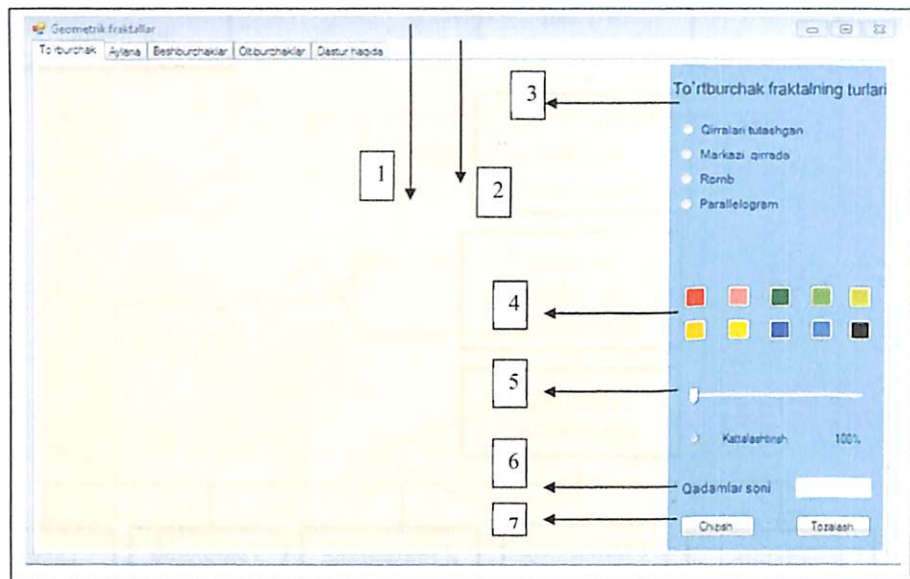 Geometrik fraktallar
To'rtburchak Aylana Beshburchaklar Oltiburchaklar Dastur haqida
3
To'rtburchak fraktalning turlari
Qirralari tutashgan
1
Markazi qirrada
2
Romb
Parallelogram
4
5
Kattalashtirish 100%
6
Qadamlar soni
7
Chizish Tozalash